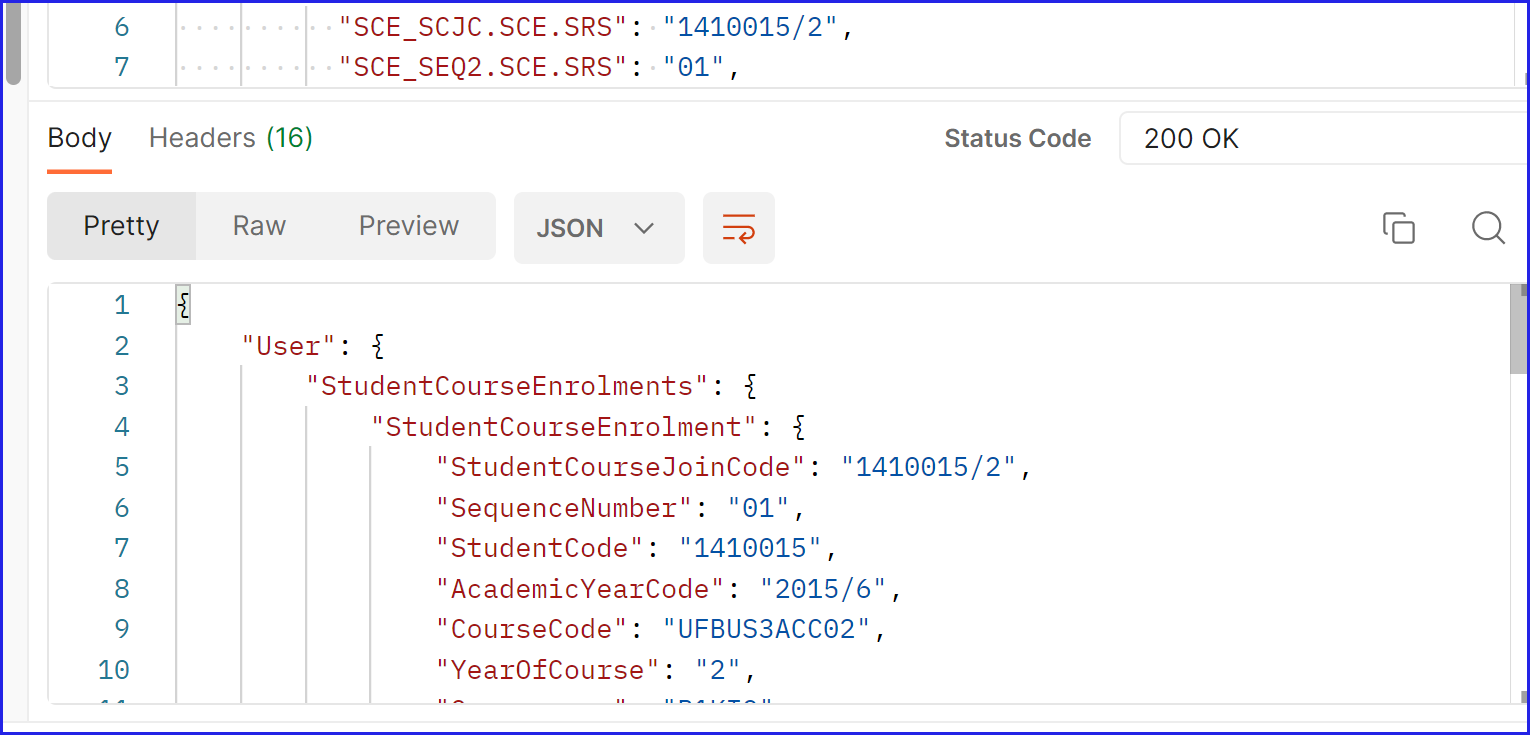 6 "SCE_SCJC.SCE.SRS": "1410015/2",
7 "SCE_SEQ2.SCE.SRS": "01",
Body Headers (16) Status Code 200 OK
Pretty Raw Preview JSON
1 {
2 "User": {
3 "StudentCourseEnrolments": {
4 "StudentCourseEnrolment": {
5 "StudentCourseJoinCode": "1410015/2",
6 "SequenceNumber": "01",
7 "StudentCode": "1410015",
8 "AcademicYearCode": "2015/6",
9 "CourseCode": "UFBUS3ACC02",
10 "YearOfCourse": "2",
11